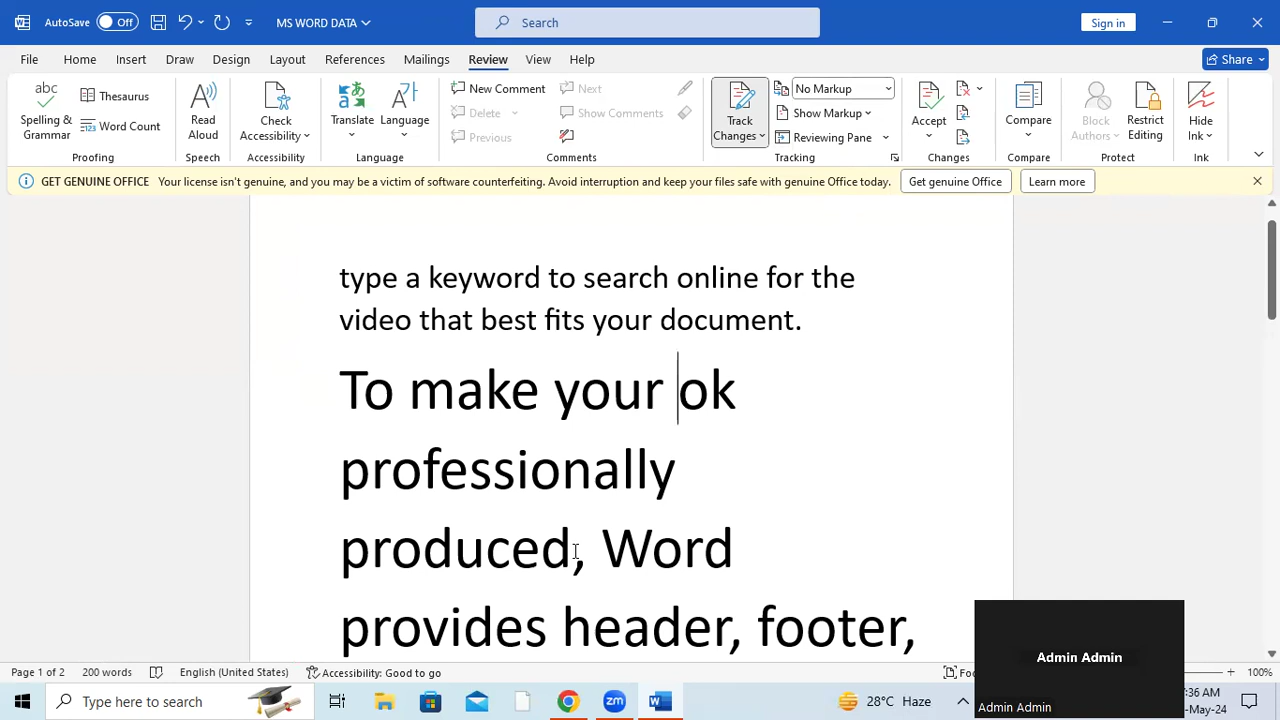 AutoSave Off MS WORD DATA Search Sign in
File Home Insert Draw Design Layout References Mailings Review View Help Share
Spelling & Grammar
Thesaurus
Word Count
Proofing
Read Aloud
Speech
Check Accessibility
Accessibility
Translate
Language
Language
New Comment
Delete
Previous
Next
Show Comments
Comments
Track Changes
No Markup
Show Markup
Reviewing Pane
Tracking
Accept
Changes
Compare
Compare
Block Authors
Restrict Editing
Protect
Hide Ink
Ink
GET GENUINE OFFICE Your license isn't genuine, and you may be a victim of software counterfeiting. Avoid interruption and keep your files safe with genuine Office today. Get genuine Office Learn more
type a keyword to search online for the
video that best fits your document.
To make your ok
professionally
produced, Word
provides header, footer,
Admin Admin
Page 1 of 2 200 words English (United States) Accessibility: Good to go 100%
Type here to search zm 28°C Haze Admin Admin
:36 AM
-May-24